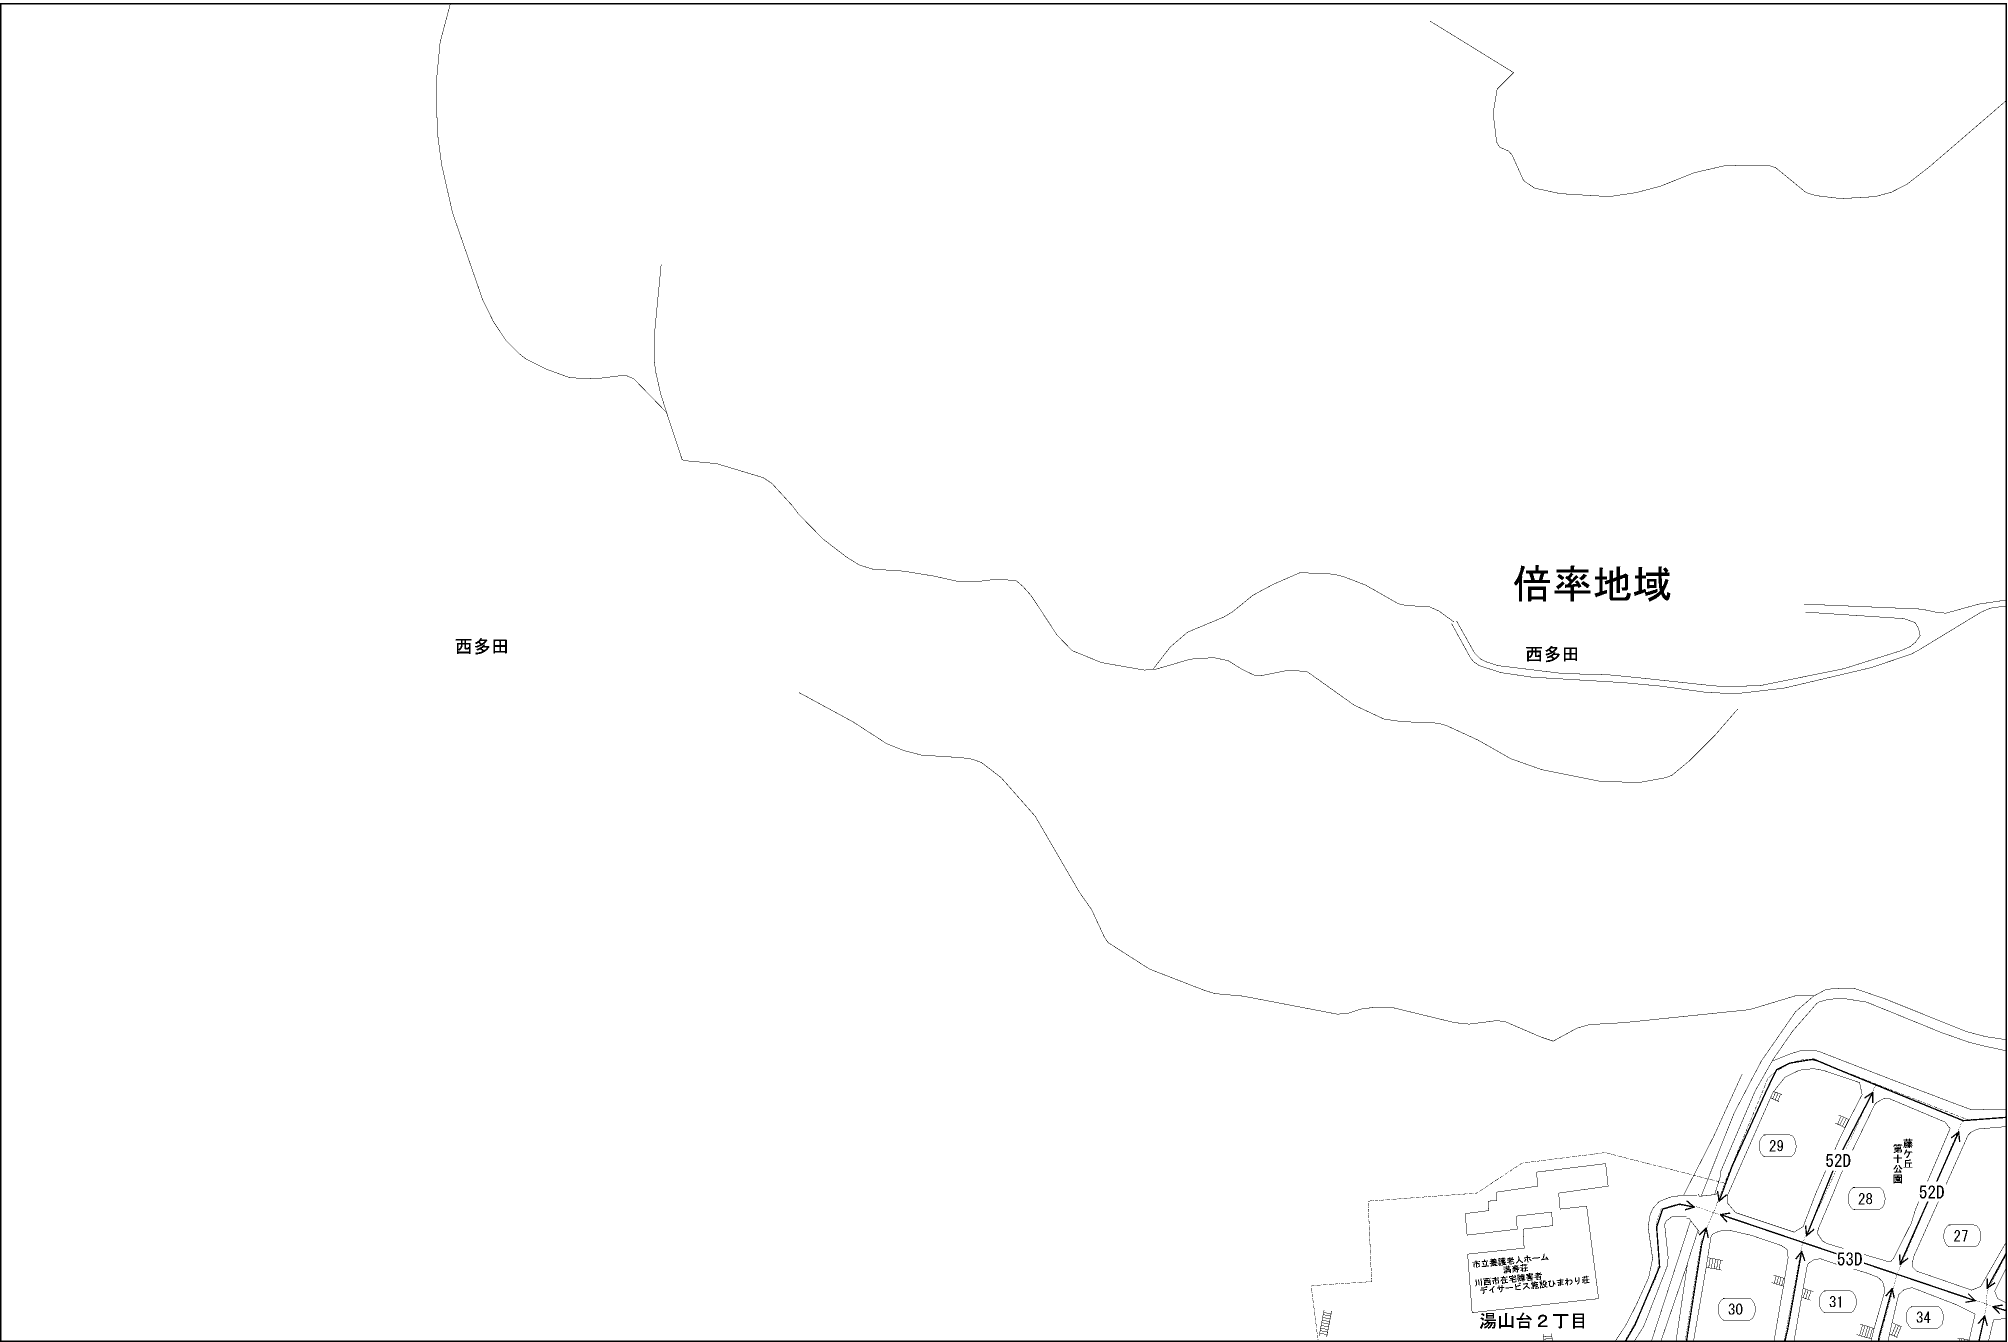 倍率地域
西多田
西多田
29
52D
藤ケ丘
第十公園
28
52D
27
53D
市立養護老人ホーム
満寿荘
川西市在宅障害者
デイサービス施設ひまわり荘
湯山台2丁目
30
31
34